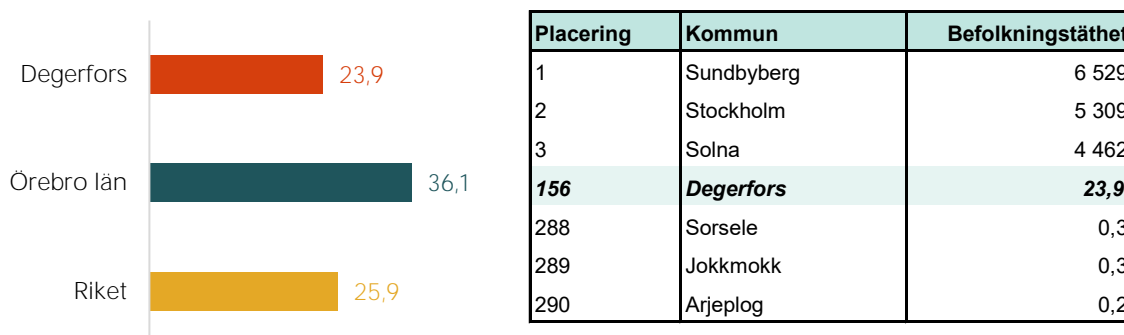 Degerfors 23,9
Örebro län 36,1
Riket 25,9
Placering Kommun Befolkningstäthet
1 Sundbyberg 6 529
2 Stockholm 5 309
3 Solna 4 462
156 Degerfors 23,9
288 Sorsele 0,3
289 Jokkmokk 0,3
290 Arjeplog 0,2